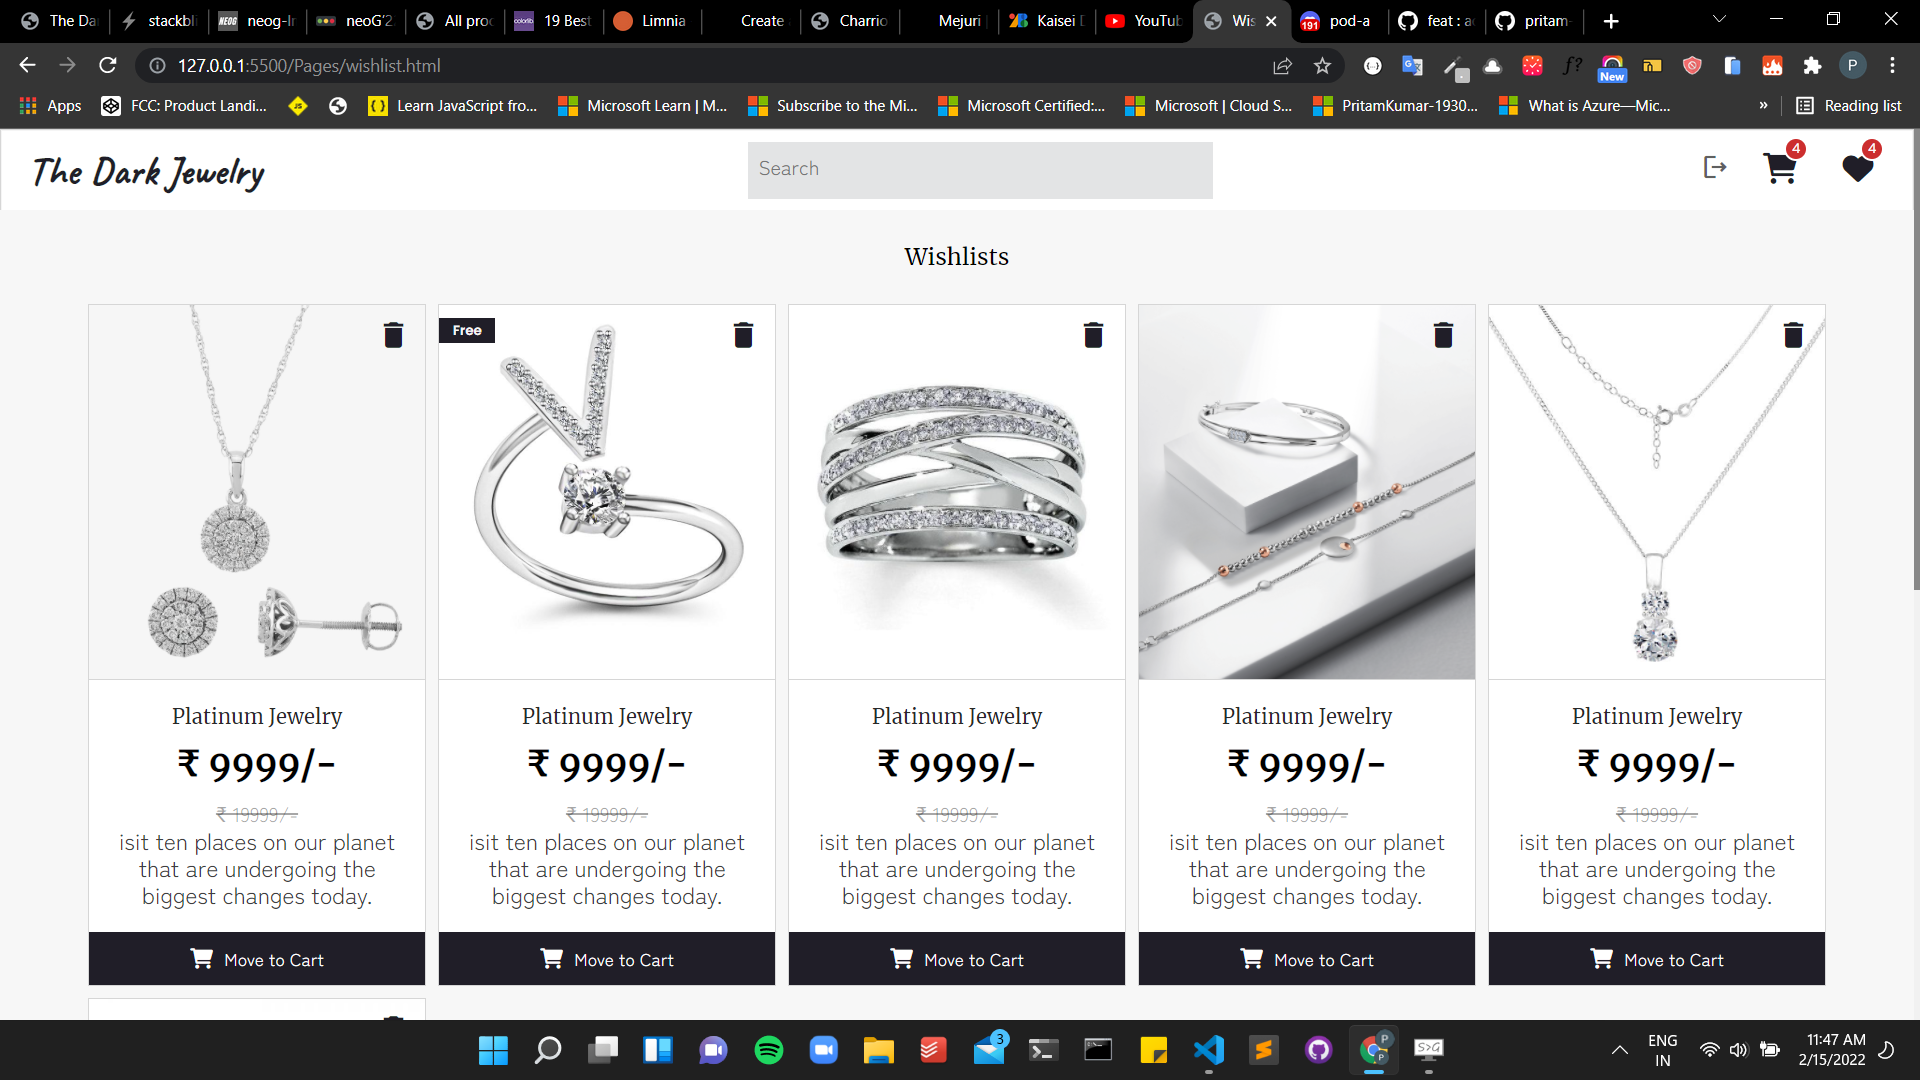 The Da
stackbli
neog-In
neoG'2
All proc
19 Best
Limnia
Create
Charrio
Mejuri
Kaisei D
YouTub
Wis
pod-a
feat : a
pritam-
127.0.0.1:5500/Pages/wishlist.html
New
P
Apps
FCC: Product Landi...
Learn JavaScript fro...
Microsoft Learn | M...
Subscribe to the Mi...
Microsoft Certified:...
Microsoft | Cloud S...
PritamKumar-1930...
What is Azure—Mic...
»
Reading list
The Dark Jewelry
Search
4
4
Wishlists
Free
Platinum Jewelry
₹ 9999/-
₹ 19999/-
isit ten places on our planet
that are undergoing the
biggest changes today.
Move to Cart
Platinum Jewelry
₹ 9999/-
₹ 19999/-
isit ten places on our planet
that are undergoing the
biggest changes today.
Move to Cart
Platinum Jewelry
₹ 9999/-
₹ 19999/-
isit ten places on our planet
that are undergoing the
biggest changes today.
Move to Cart
Platinum Jewelry
₹ 9999/-
₹ 19999/-
isit ten places on our planet
that are undergoing the
biggest changes today.
Move to Cart
Platinum Jewelry
₹ 9999/-
₹ 19999/-
isit ten places on our planet
that are undergoing the
biggest changes today.
Move to Cart
3
ENG
IN
11:47 AM
2/15/2022